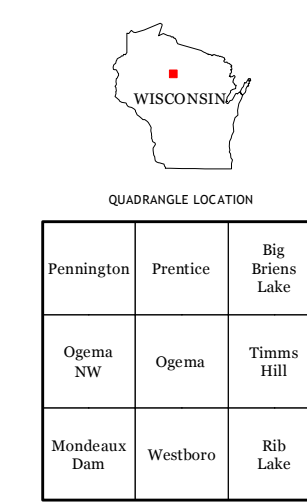 WISCONSIN
QUADRANGLE LOCATION
Pennington
Prentice
Big
Briens
Lake
Ogema
NW
Ogema
Timms
Hill
Mondeaux
Dam
Westboro
Rib
Lake